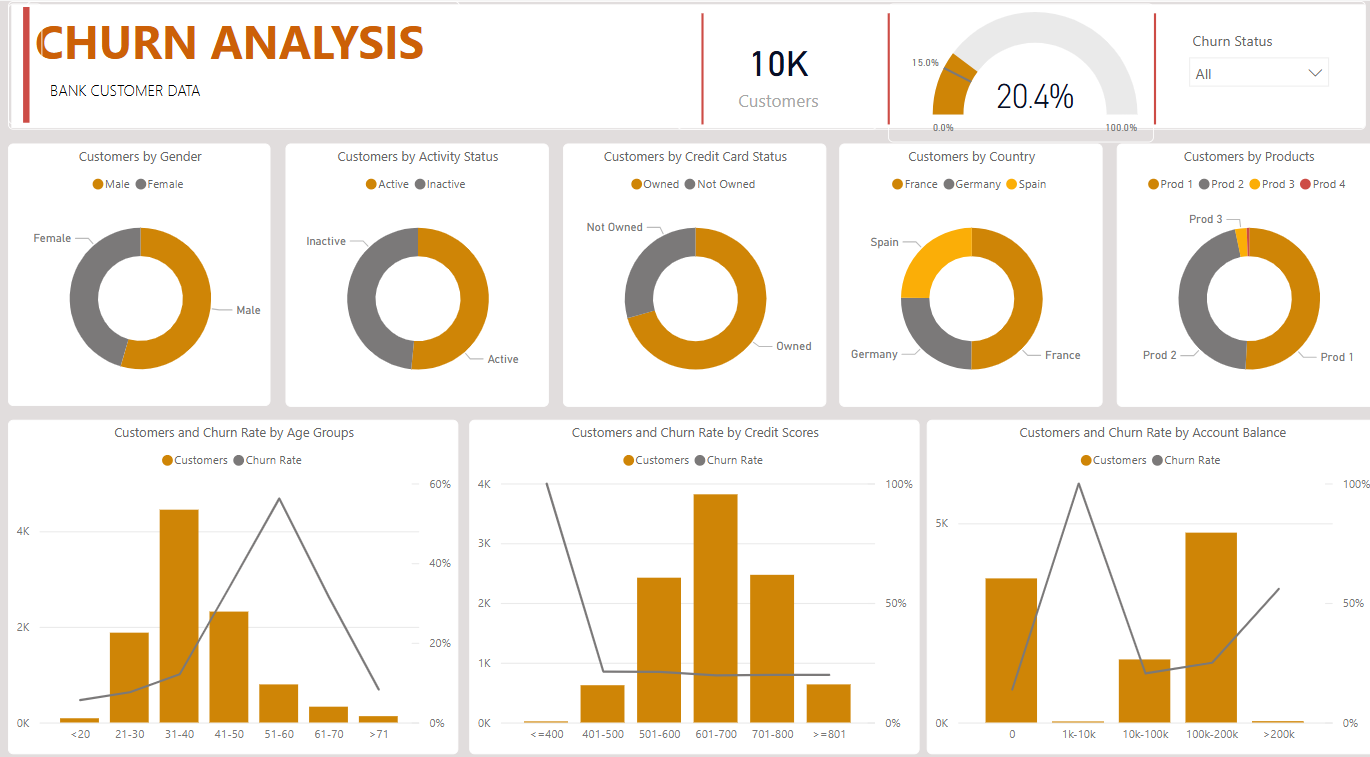 CHURN ANALYSIS
BANK CUSTOMER DATA
10K
Customers
15.0%
20.4%
0.0%
100.0%
Churn Status
All
Customers by Gender
Male Female
Female
Male
Customers by Activity Status
Active Inactive
Inactive
Active
Customers by Credit Card Status
Owned Not Owned
Not Owned
Owned
Customers by Country
France Germany Spain
Spain
Germany
France
Customers by Products
Prod 1 Prod 2 Prod 3 Prod 4
Prod 3
Prod 2
Prod 1
Customers and Churn Rate by Age Groups
Customers Churn Rate
60%
4K
40%
2K
20%
0K
0%
<20 21-30 31-40 41-50 51-60 61-70 >71
Customers and Churn Rate by Credit Scores
Customers Churn Rate
4K
100%
3K
2K
50%
1K
0K
0%
<=400 401-500 501-600 601-700 701-800 >=801
Customers and Churn Rate by Account Balance
Customers Churn Rate
100%
5K
50%
0K
0%
0 1k-10k 10k-100k 100k-200k >200k